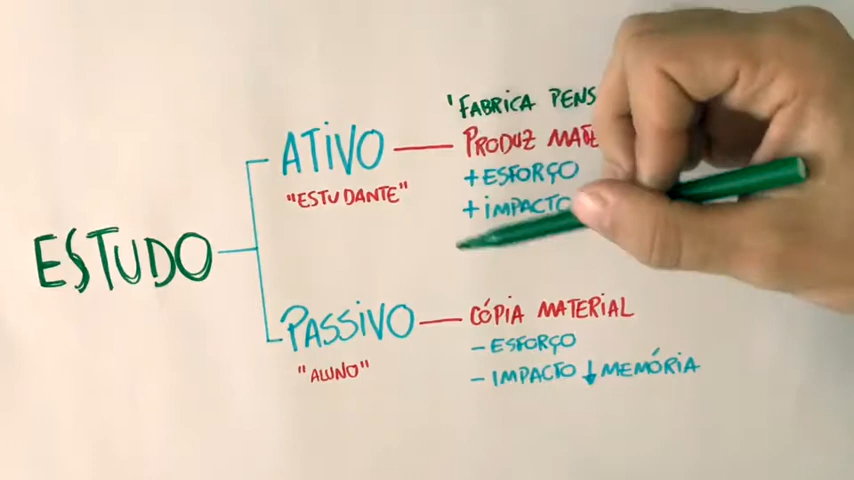 ESTUDO
ATIVO
"ESTUDANTE"
'FABRICA PENS
PRODUZ MATE
+ ESFORÇO
+ IMPACTO
PASSIVO
"ALUNO"
CÓPIA MATERIAL
- ESFORÇO
- IMPACTO ↓ MEMÓRIA